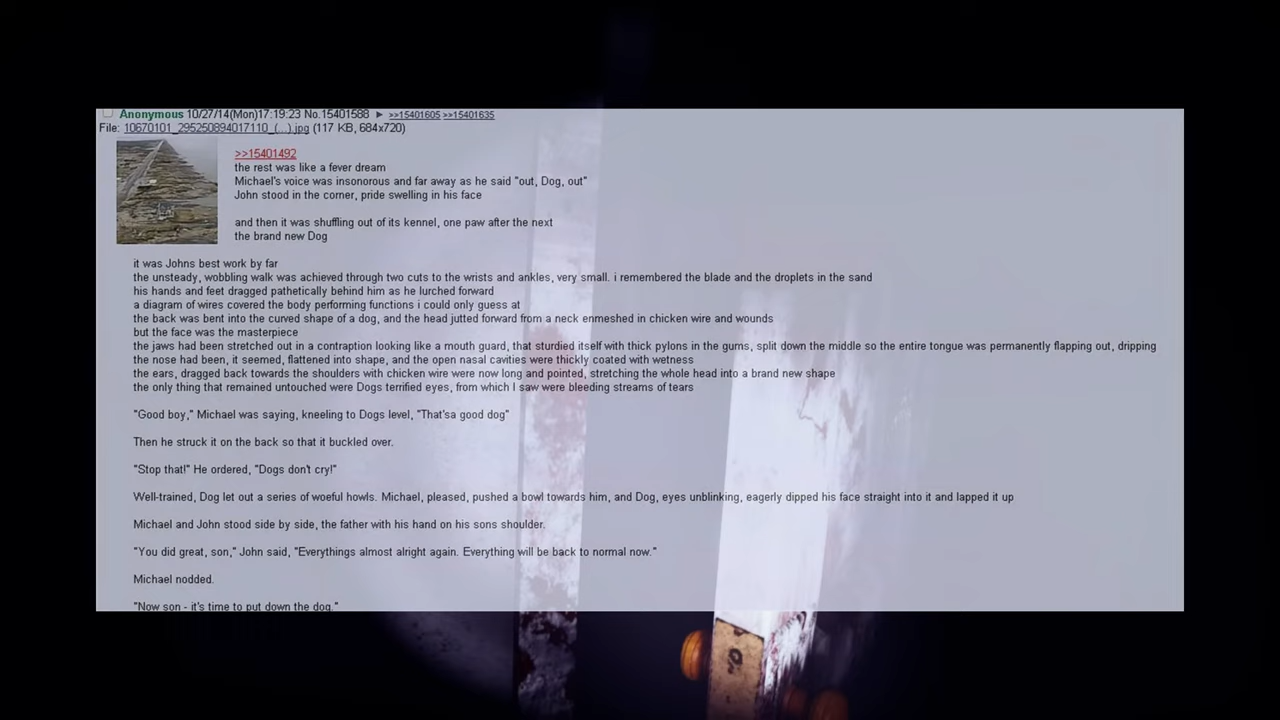 Anonymous 10/27/14(Mon)17:19:23 No.15401588 ▶ >>15401605 >>15401635
File: 10670101_295250894017110_(...).jpg (117 KB, 684x720)
>>15401492
the rest was like a fever dream
Michael's voice was insonorous and far away as he said "out, Dog, out"
John stood in the corner, pride swelling in his face
and then it was shuffling out of its kennel, one paw after the next
the brand new Dog
it was Johns best work by far
the unsteady, wobbling walk was achieved through two cuts to the wrists and ankles, very small. i remembered the blade and the droplets in the sand
his hands and feet dragged pathetically behind him as he lurched forward
a diagram of wires covered the body performing functions i could only guess at
the back was bent into the curved shape of a dog, and the head jutted forward from a neck enmeshed in chicken wire and wounds
but the face was the masterpiece
the jaws had been stretched out in a contraption looking like a mouth guard, that sturdied itself with thick pylons in the gums, split down the middle so the entire tongue was permanently flapping out, dripping
the nose had been, it seemed, flattened into shape, and the open nasal cavities were thickly coated with wetness
the ears, dragged back towards the shoulders with chicken wire were now long and pointed, stretching the whole head into a brand new shape
the only thing that remained untouched were Dogs terrified eyes, from which I saw were bleeding streams of tears
"Good boy," Michael was saying, kneeling to Dogs level, "That'sa good dog"
Then he struck it on the back so that it buckled over.
"Stop that!" He ordered, "Dogs don't cry!"
Well-trained, Dog let out a series of woeful howls. Michael, pleased, pushed a bowl towards him, and Dog, eyes unblinking, eagerly dipped his face straight into it and lapped it up
Michael and John stood side by side, the father with his hand on his sons shoulder.
"You did great, son," John said, "Everythings almost alright again. Everything will be back to normal now."
Michael nodded.
"Now son - it's time to put down the dog."